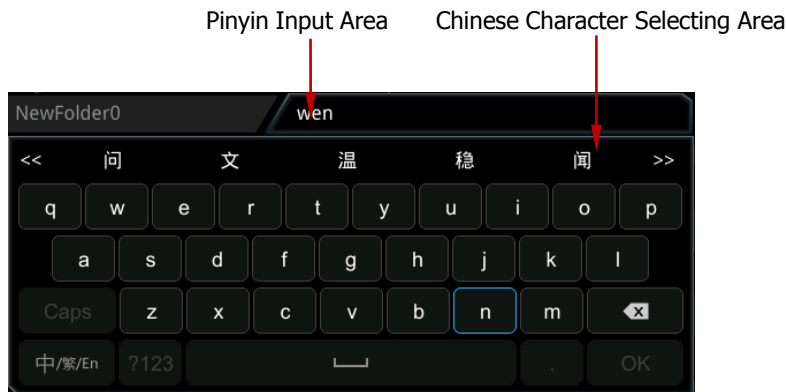 Pinyin Input Area Chinese Character Selecting Area
NewFolder0 wen
<< 问 文 温 稳 闻 >>
q w e r t y u i o p
a s d f g h j k l
Caps z x c v b n m x
中/繁/En ?123 . OK